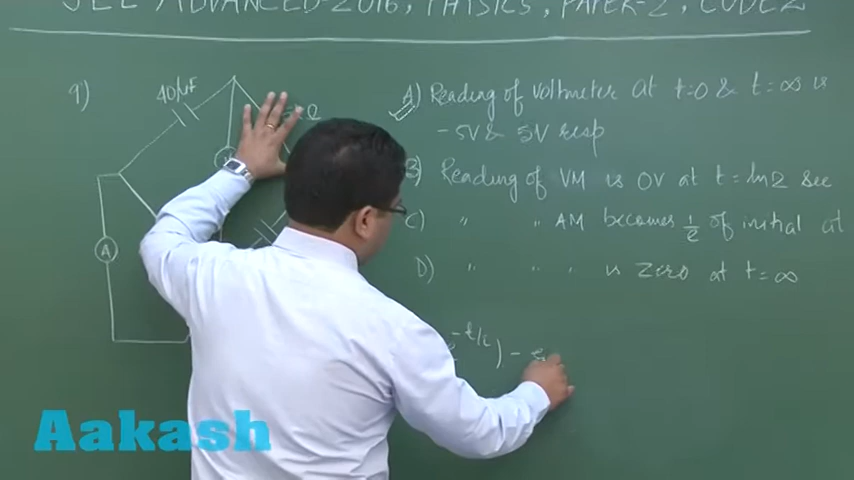 JEE ADVANCED-2016, PHYSICS, PAPER-2, CODE 2
9)
40μF
A
A) Reading of voltmeter at t=0 & t=∞ is
-5V & 5V resp
B) Reading of VM is 0V at t=ln2 sec
C) " " AM becomes 1/2 of initial at
D) " " " is zero at t=∞
-t/τ) -
Aakash